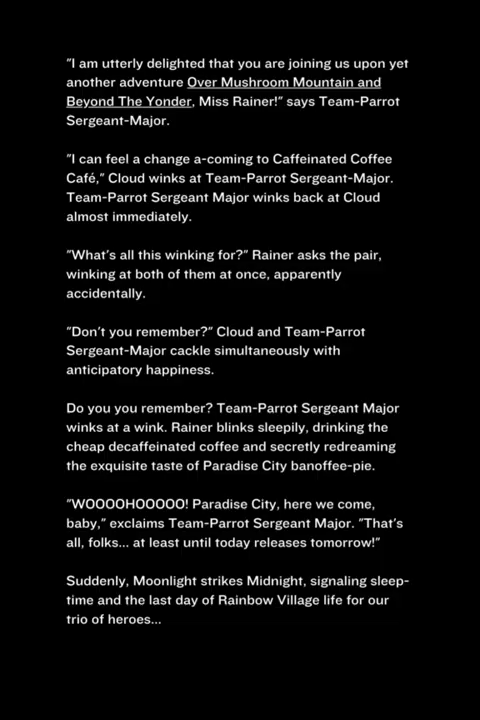 "I am utterly delighted that you are joining us upon yet
another adventure Over Mushroom Mountain and
Beyond The Yonder, Miss Rainer!" says Team-Parrot
Sergeant-Major.
"I can feel a change a-coming to Caffeinated Coffee
Café," Cloud winks at Team-Parrot Sergeant-Major.
Team-Parrot Sergeant Major winks back at Cloud
almost immediately.
"What's all this winking for?" Rainer asks the pair,
winking at both of them at once, apparently
accidentally.
"Don't you remember?" Cloud and Team-Parrot
Sergeant-Major cackle simultaneously with
anticipatory happiness.
Do you you remember? Team-Parrot Sergeant Major
winks at a wink. Rainer blinks sleepily, drinking the
cheap decaffeinated coffee and secretly redreaming
the exquisite taste of Paradise City banoffee-pie.
"WOOOOHOOOOO! Paradise City, here we come,
baby," exclaims Team-Parrot Sergeant Major. "That's
all, folks... at least until today releases tomorrow!"
Suddenly, Moonlight strikes Midnight, signaling sleep-
time and the last day of Rainbow Village life for our
trio of heroes...